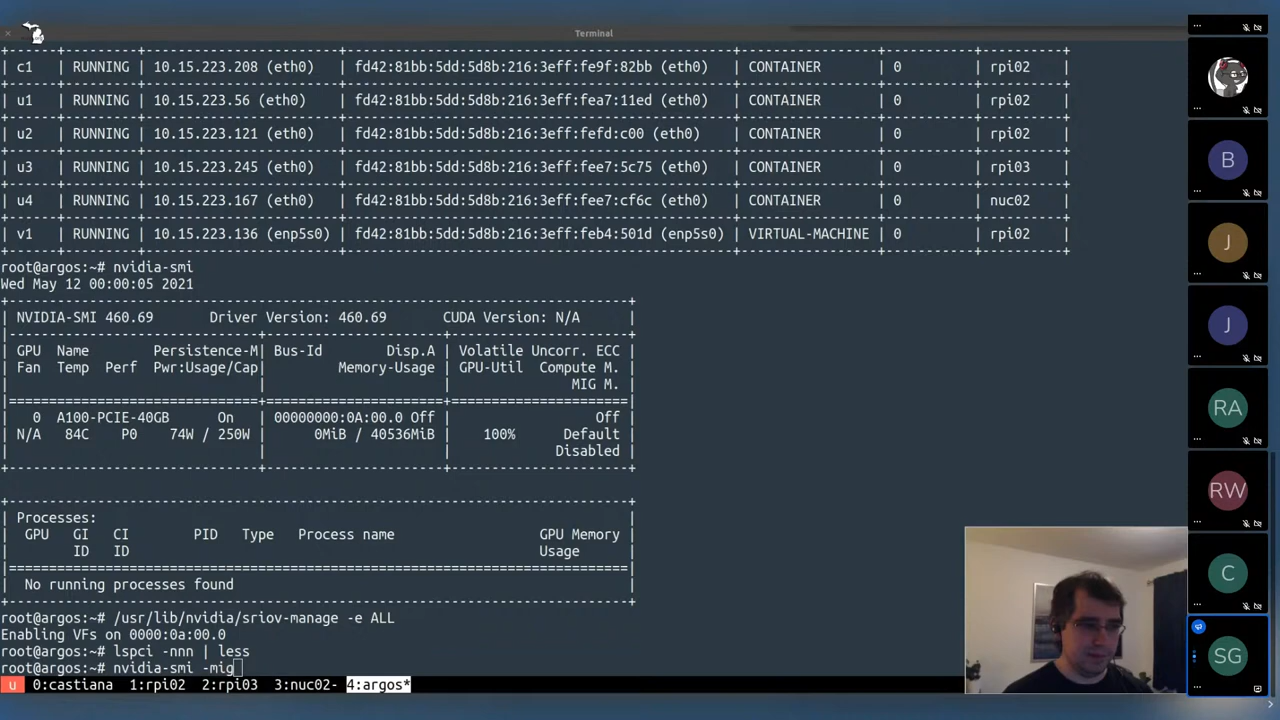 Terminal
| c1 | RUNNING | 10.15.223.208 (eth0) | fd42:81bb:5dd:5d8b:216:3eff:fe9f:82bb (eth0) | CONTAINER | 0 | rpi02 |
| u1 | RUNNING | 10.15.223.56 (eth0) | fd42:81bb:5dd:5d8b:216:3eff:fea7:11ed (eth0) | CONTAINER | 0 | rpi02 |
| u2 | RUNNING | 10.15.223.121 (eth0) | fd42:81bb:5dd:5d8b:216:3eff:fefd:c00 (eth0) | CONTAINER | 0 | rpi02 |
| u3 | RUNNING | 10.15.223.245 (eth0) | fd42:81bb:5dd:5d8b:216:3eff:fee7:5c75 (eth0) | CONTAINER | 0 | rpi03 |
| u4 | RUNNING | 10.15.223.167 (eth0) | fd42:81bb:5dd:5d8b:216:3eff:fee7:cf6c (eth0) | CONTAINER | 0 | nuc02 |
| v1 | RUNNING | 10.15.223.136 (enp5s0) | fd42:81bb:5dd:5d8b:216:3eff:feb4:501d (enp5s0) | VIRTUAL-MACHINE | 0 | rpi02 |
root@argos:~# nvidia-smi
Wed May 12 00:00:05 2021
| NVIDIA-SMI 460.69 Driver Version: 460.69 CUDA Version: N/A |
| GPU Name Persistence-M| Bus-Id Disp.A | Volatile Uncorr. ECC |
| Fan Temp Perf Pwr:Usage/Cap| Memory-Usage | GPU-Util Compute M. |
| | | MIG M. |
| 0 A100-PCIE-40GB On | 00000000:0A:00.0 Off | Off |
| N/A 84C P0 74W / 250W | 0MiB / 40536MiB | 100% Default |
| | | Disabled |
| Processes: |
| GPU GI CI PID Type Process name GPU Memory |
| ID ID Usage |
| No running processes found |
root@argos:~# /usr/lib/nvidia/sriov-manage -e ALL
Enabling VFs on 0000:0a:00.0
root@argos:~# lspci -nnn | less
root@argos:~# nvidia-smi -mig
u 0:castiana 1:rpi02 2:rpi03 3:nuc02- 4:argos*
B
J
J
RA
RW
C
SG